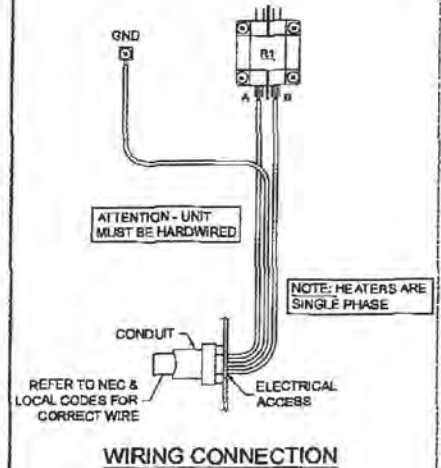 GND
B1
A B
ATTENTION - UNIT
MUST BE HARDWIRED
NOTE: HEATERS ARE
SINGLE PHASE
CONDUIT
REFER TO NEC &
LOCAL CODES FOR
CORRECT WIRE
ELECTRICAL
ACCESS
WIRING CONNECTION